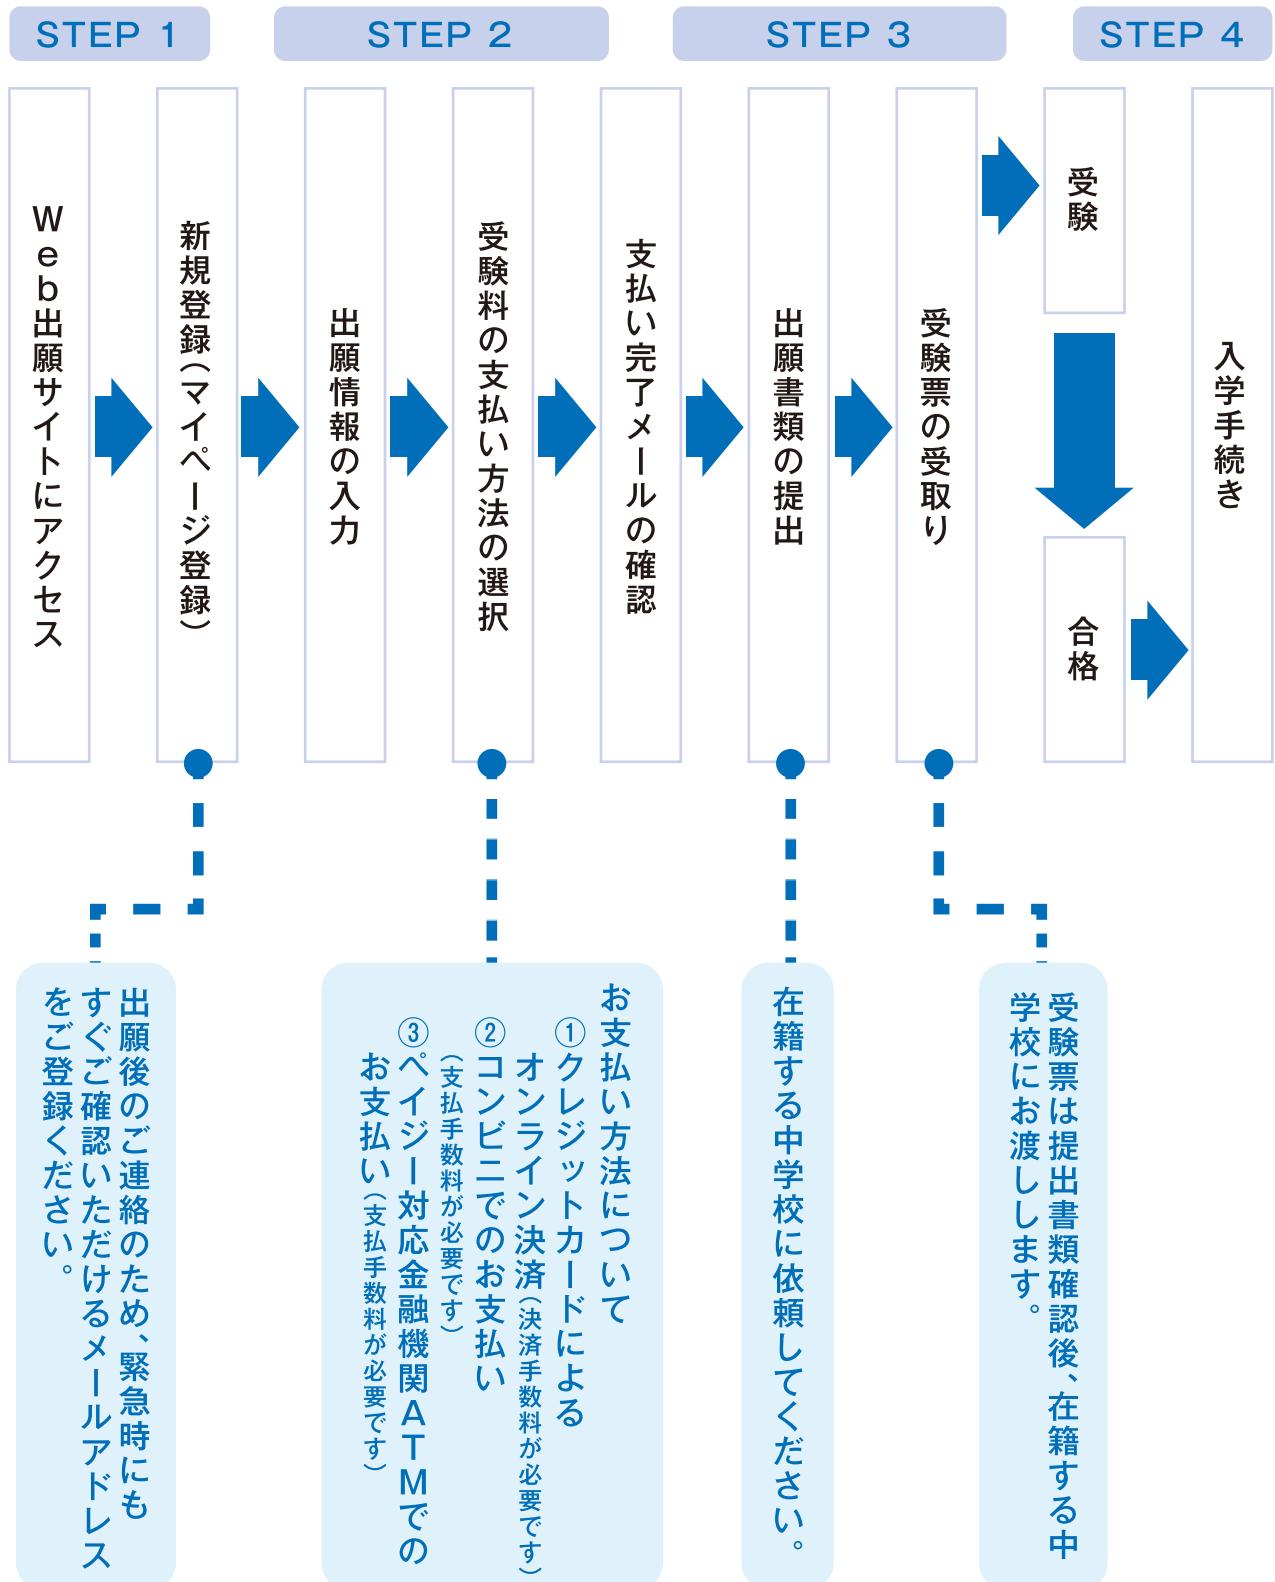 STEP 1
STEP 2
STEP 3
STEP 4
Web出願サイトにアクセス
新規登録（マイページ登録）
出願情報の入力
受験料の支払い方法の選択
支払い完了メールの確認
出願書類の提出
受験票の受取り
受験
合格
入学手続き
出願後のご連絡のため、緊急時にも
すぐご確認いただけるメールアドレス
をご登録ください。
お支払い方法について
①クレジットカードによる
オンライン決済（決済手数料が必要です）
②コンビニでのお支払い
（支払手数料が必要です）
③ペイジー対応金融機関ATMでの
お支払い（支払手数料が必要です）
在籍する中学校に依頼してください。
受験票は提出書類確認後、在籍する中
学校にお渡しします。